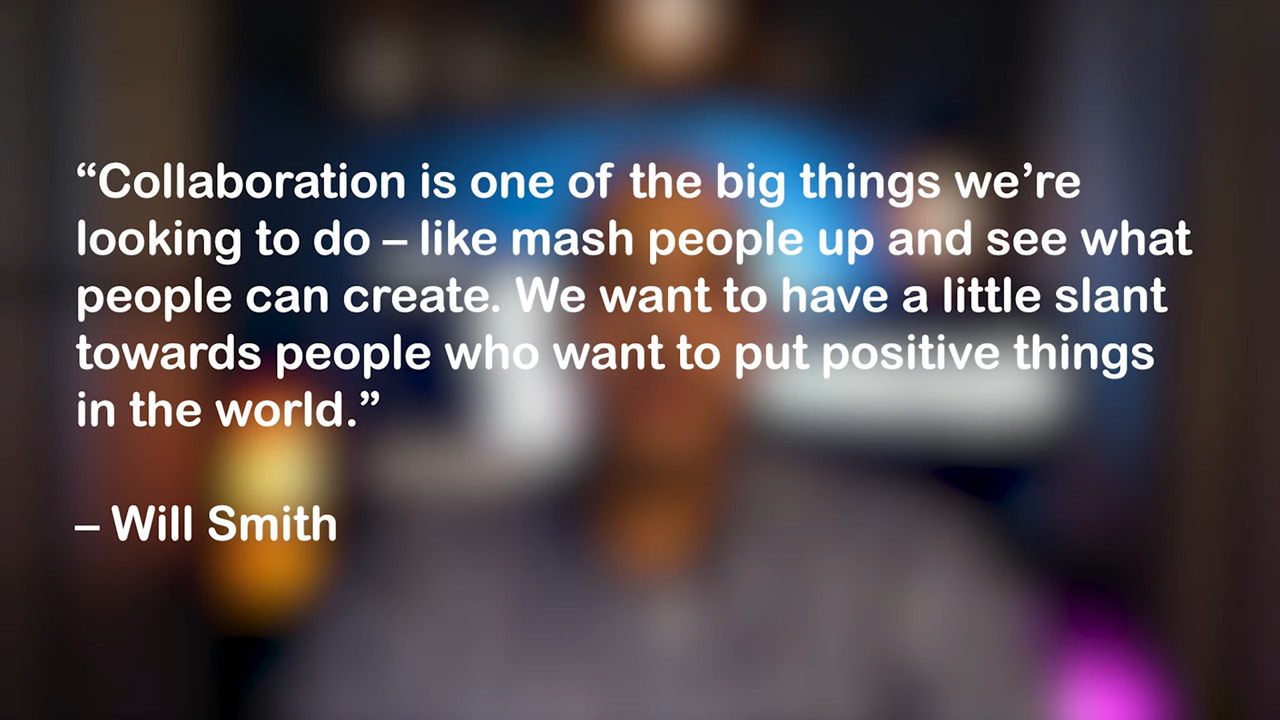 “Collaboration is one of the big things we’re
looking to do – like mash people up and see what
people can create. We want to have a little slant
towards people who want to put positive things
in the world.”
– Will Smith